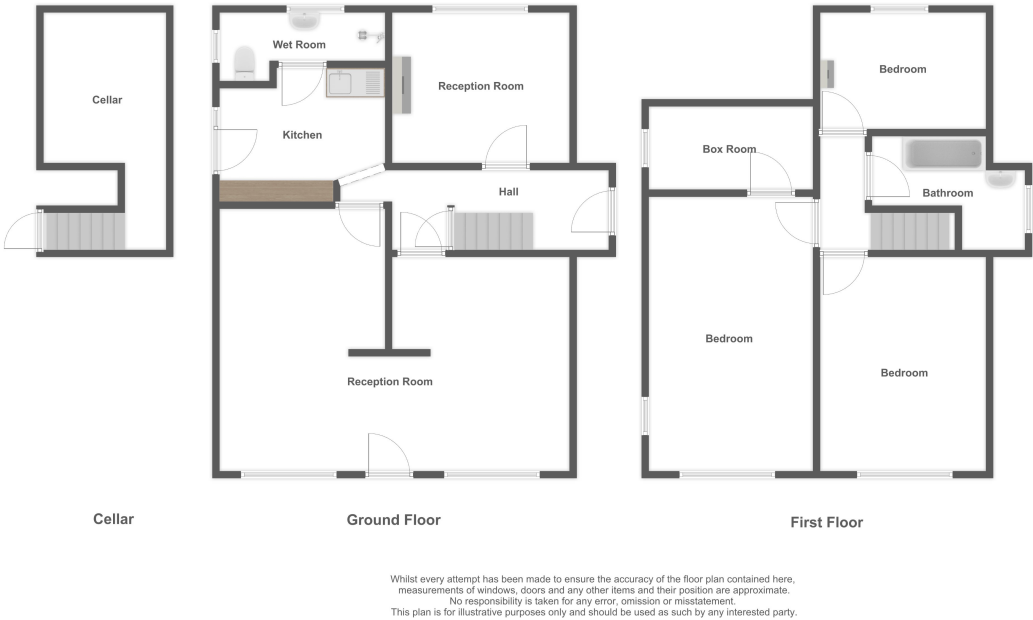 Cellar
Wet Room
Kitchen
Reception Room
Hall
Reception Room
Bedroom
Box Room
Bathroom
Bedroom
Bedroom
Cellar
Ground Floor
First Floor
Whilst every attempt has been made to ensure the accuracy of the floor plan contained here,
measurements of windows, doors and any other items and their position are approximate.
No responsibility is taken for any error, omission or misstatement.
This plan is for illustrative purposes only and should be used as such by any interested party.